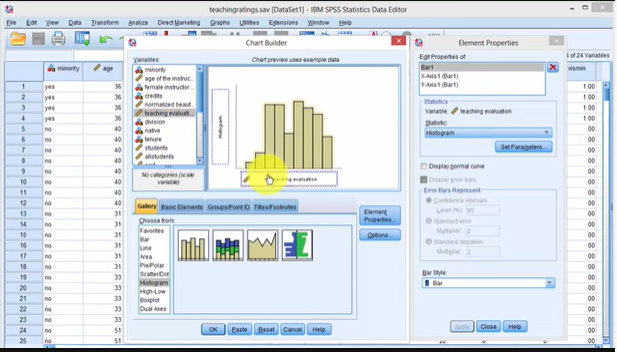 teachingratings.sav [DataSet1] - IBM SPSS Statistics Data Editor
File Edit View Data Transform Analyze Direct Marketing Graphs Utilities Extensions Window Help
Chart Builder
Element Properties
of 24 Variables
minority age
vismin
Variables:
Chart preview uses example data
minority
age of the instruc...
female instructor ...
credits
normalized beaut...
teaching evaluati...
division
native
tenure
students
allstudents
Histogram
teaching evaluation
No categories (scale
variable)
Edit Properties of:
Bar1
X-Axis1 (Bar1)
Y-Axis1 (Bar1)
Statistics
Variable: teaching evaluation
Statistic:
Histogram
Set Parameters...
Display normal curve
Display error bars
Error Bars Represent
Confidence intervals
Level (%): 95
Standard error
Multiplier: 2
Standard deviation
Multiplier: 2
Bar Style:
Bar
Apply Close Help
Gallery Basic Elements Groups/Point ID Titles/Footnotes
Choose from:
Favorites
Bar
Line
Area
Pie/Polar
Scatter/Dot
Histogram
High-Low
Boxplot
Dual Axes
Element
Properties...
Options...
OK Paste Reset Cancel Help
1 yes 36 1.00
2 yes 36 1.00
3 yes 36 1.00
4 yes 36 1.00
5 no 40 .00
6 no 40 .00
7 no 40 .00
8 no 40 .00
9 no 40 .00
10 no 40 .00
11 no 40 .00
12 no 40 .00
13 no 31 .00
14 no 31 .00
15 no 31 .00
16 no 31 .00
17 no 31 .00
18 no 31 .00
19 no 33 .00
20 no 33 .00
21 no 33 .00
22 no 33 .00
23 no 33 .00
24 no 51 .00
25 no 51 .00